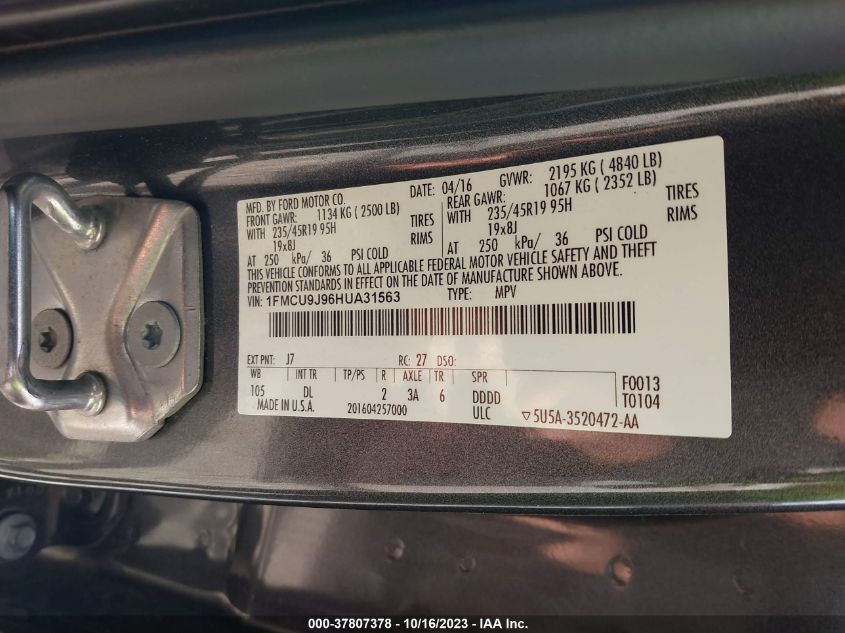 MFD. BY FORD MOTOR CO. DATE: 04/16 GVWR: 2195 KG ( 4840 LB)
FRONT GAWR: 1134 KG ( 2500 LB) REAR GAWR: 1067 KG ( 2352 LB)
WITH 235/45R19 95H TIRES WITH 235/45R19 95H TIRES
19x8J RIMS 19x8J RIMS
AT 250 kPa/ 36 PSI COLD AT 250 kPa/ 36 PSI COLD
THIS VEHICLE CONFORMS TO ALL APPLICABLE FEDERAL MOTOR VEHICLE SAFETY AND THEFT
PREVENTION STANDARDS IN EFFECT ON THE DATE OF MANUFACTURE SHOWN ABOVE.
VIN: 1FMCU9J96HUA31563 TYPE: MPV
EXT PNT: J7 RC: 27 DSO:
WB INT TR TP/PS R AXLE TR SPR
105 DL 2 3A 6 DDDD F0013
MADE IN U.S.A. 201604257000 ULC T0104
▽5U5A-3520472-AA
000-37807378 - 10/16/2023 - IAA Inc.